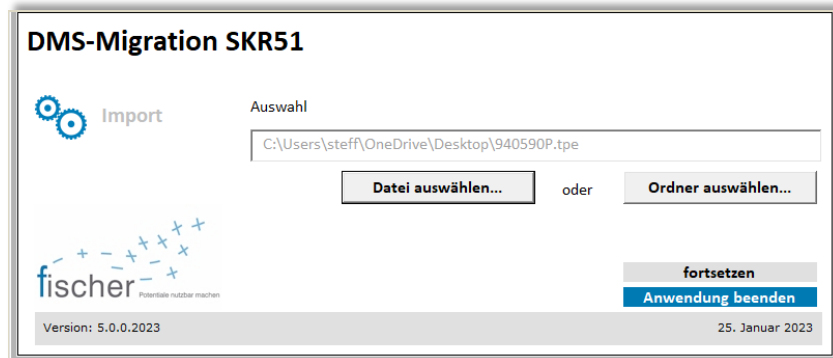 DMS-Migration SKR51
Import
Auswahl
C:\Users\steff\OneDrive\Desktop\940590P.tpe
Datei auswählen...
oder
Ordner auswählen...
fischer Potentiale nutzbar machen
fortsetzen
Anwendung beenden
Version: 5.0.0.2023
25. Januar 2023